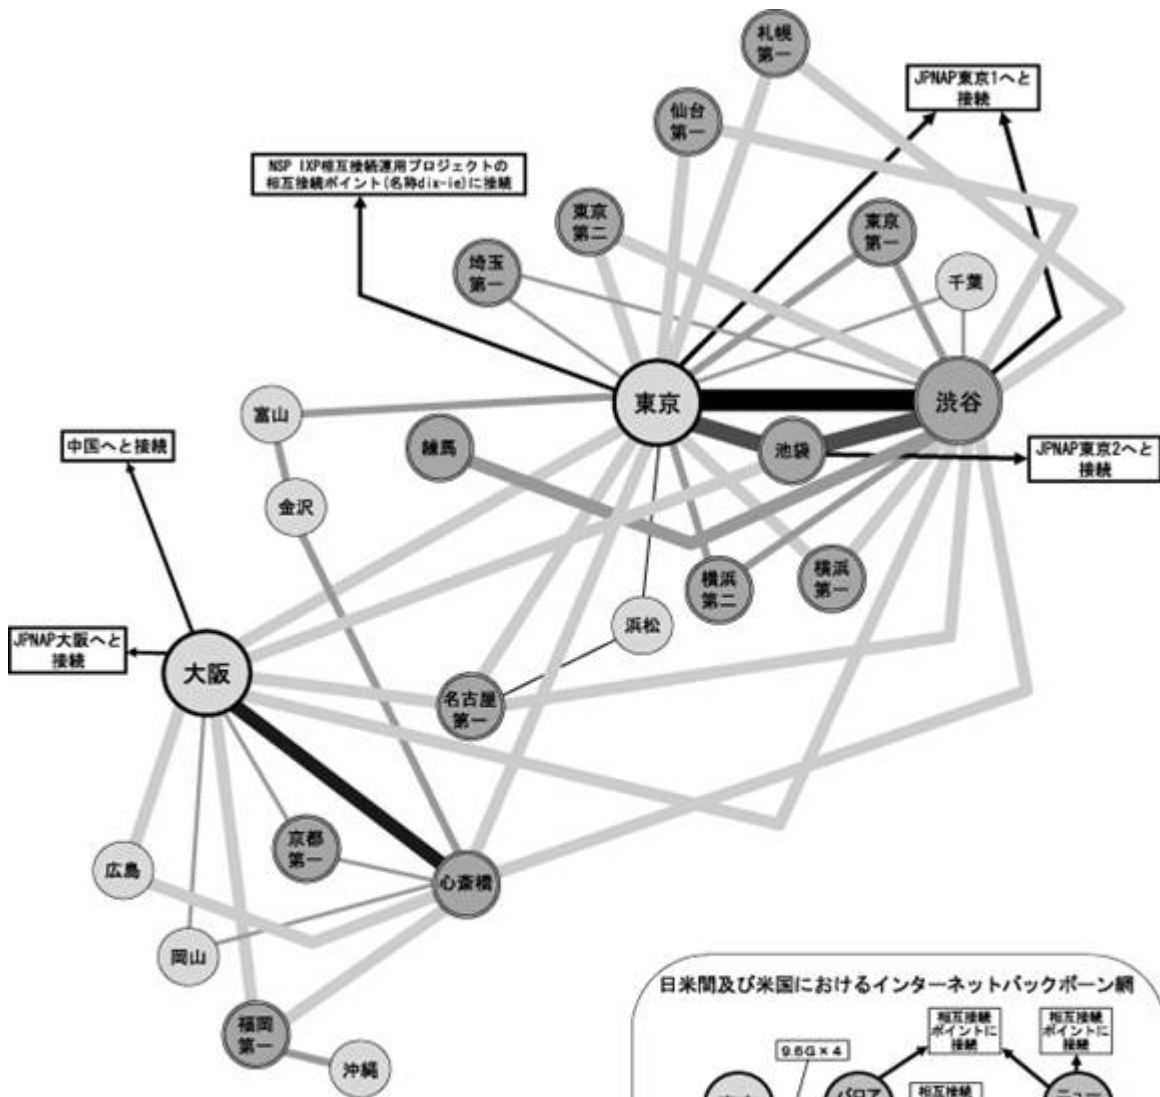 札幌
第一
JPNAP東京1へと
接続
仙台
第一
NSP IXP相互接続運用プロジェクトの
相互接続ポイント(名称dix-ie)に接続
東京
第二
東京
第一
埼玉
第一
千葉
東京
渋谷
富山
中国へと接続
練馬
池袋
JPNAP東京2へと
接続
金沢
横浜
第二
横浜
第一
浜松
JPNAP大阪へと
接続
大阪
名古屋
第一
京都
第一
広島
心斎橋
岡山
福岡
第一
沖縄
日米間及び米国におけるインターネットバックボーン網
相互接続
ポイントに
接続
相互接続
ポイントに
接続
9.6G×4
パロア
相互接続
ニュー